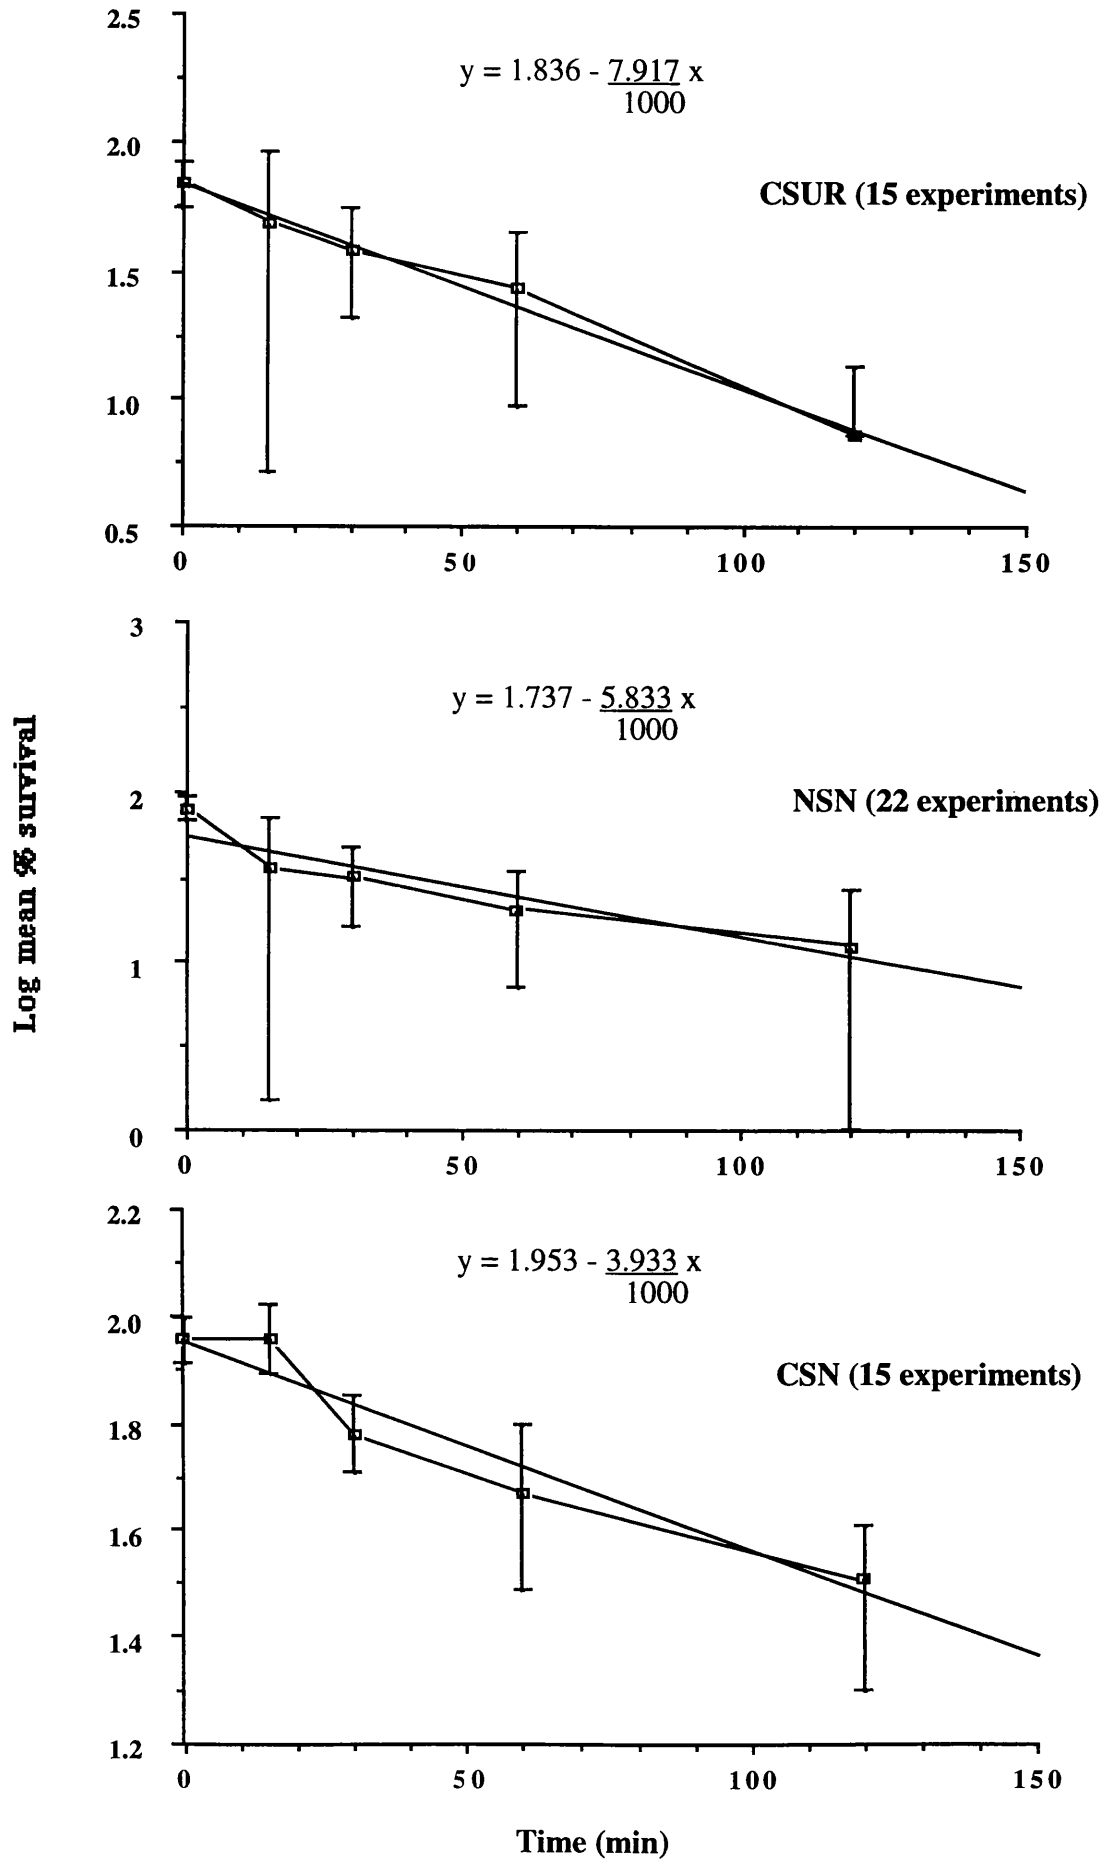 2.5
y = 1.836 - 7.917 x
1000
2.0
CSUR (15 experiments)
1.5
1.0
0.5
0 50 100 150
3
y = 1.737 - 5.833 x
1000
2
NSN (22 experiments)
Log mean % survival
1
0
0 50 100 150
2.2
y = 1.953 - 3.933 x
1000
2.0
CSN (15 experiments)
1.8
1.6
1.4
1.2
0 50 100 150
Time (min)